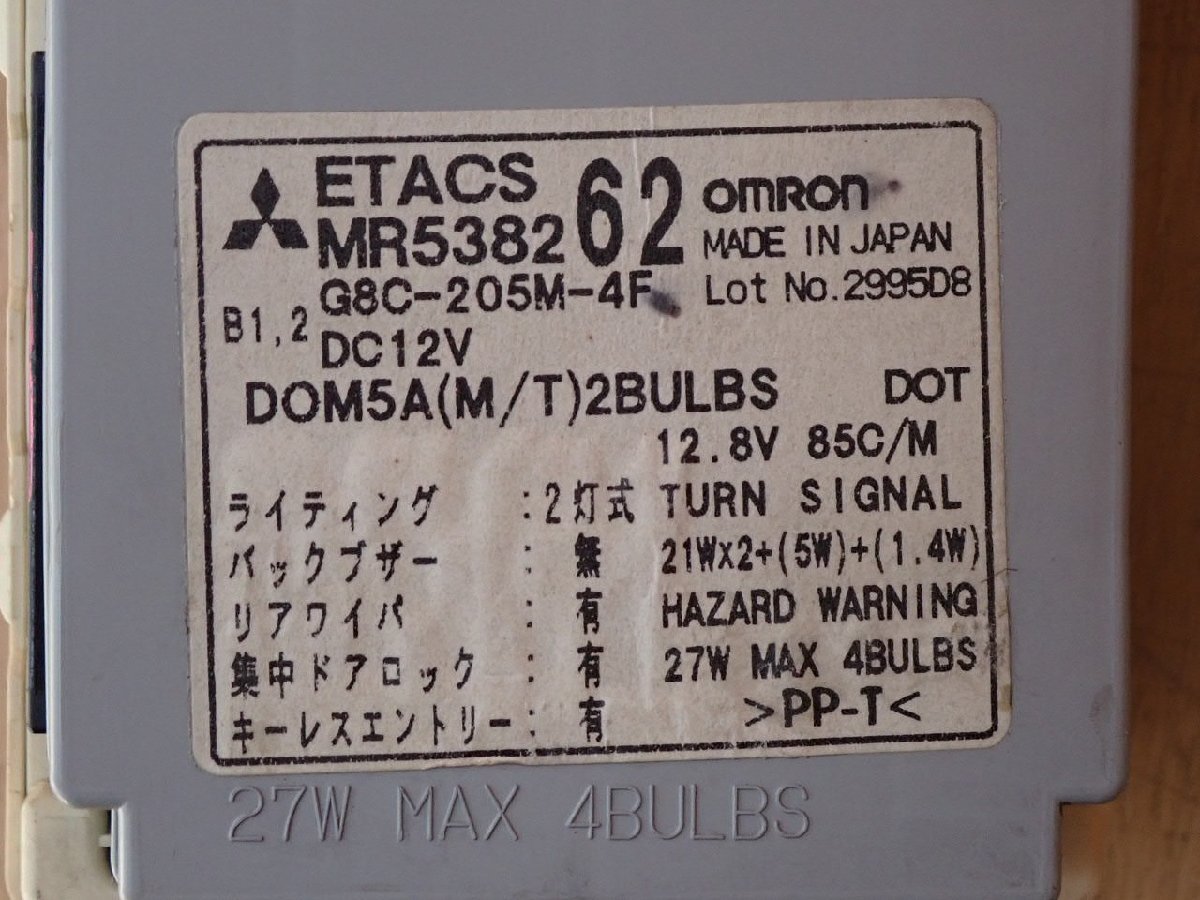 ETACS
MR538262
omron
MADE IN JAPAN
G8C-205M-4F
Lot No.2995D8
B1,2
DC12V
DOM5A(M/T)2BULBS DOT
12.8V 85C/M
ライティング :2灯式 TURN SIGNAL
バックブザー : 無 21W×2+(5W)+(1.4W)
リアワイパ : 有 HAZARD WARNING
集中ドアロック : 有 27W MAX 4BULBS
キーレスエントリー: 有 >PP-T<
27W MAX 4BULBS